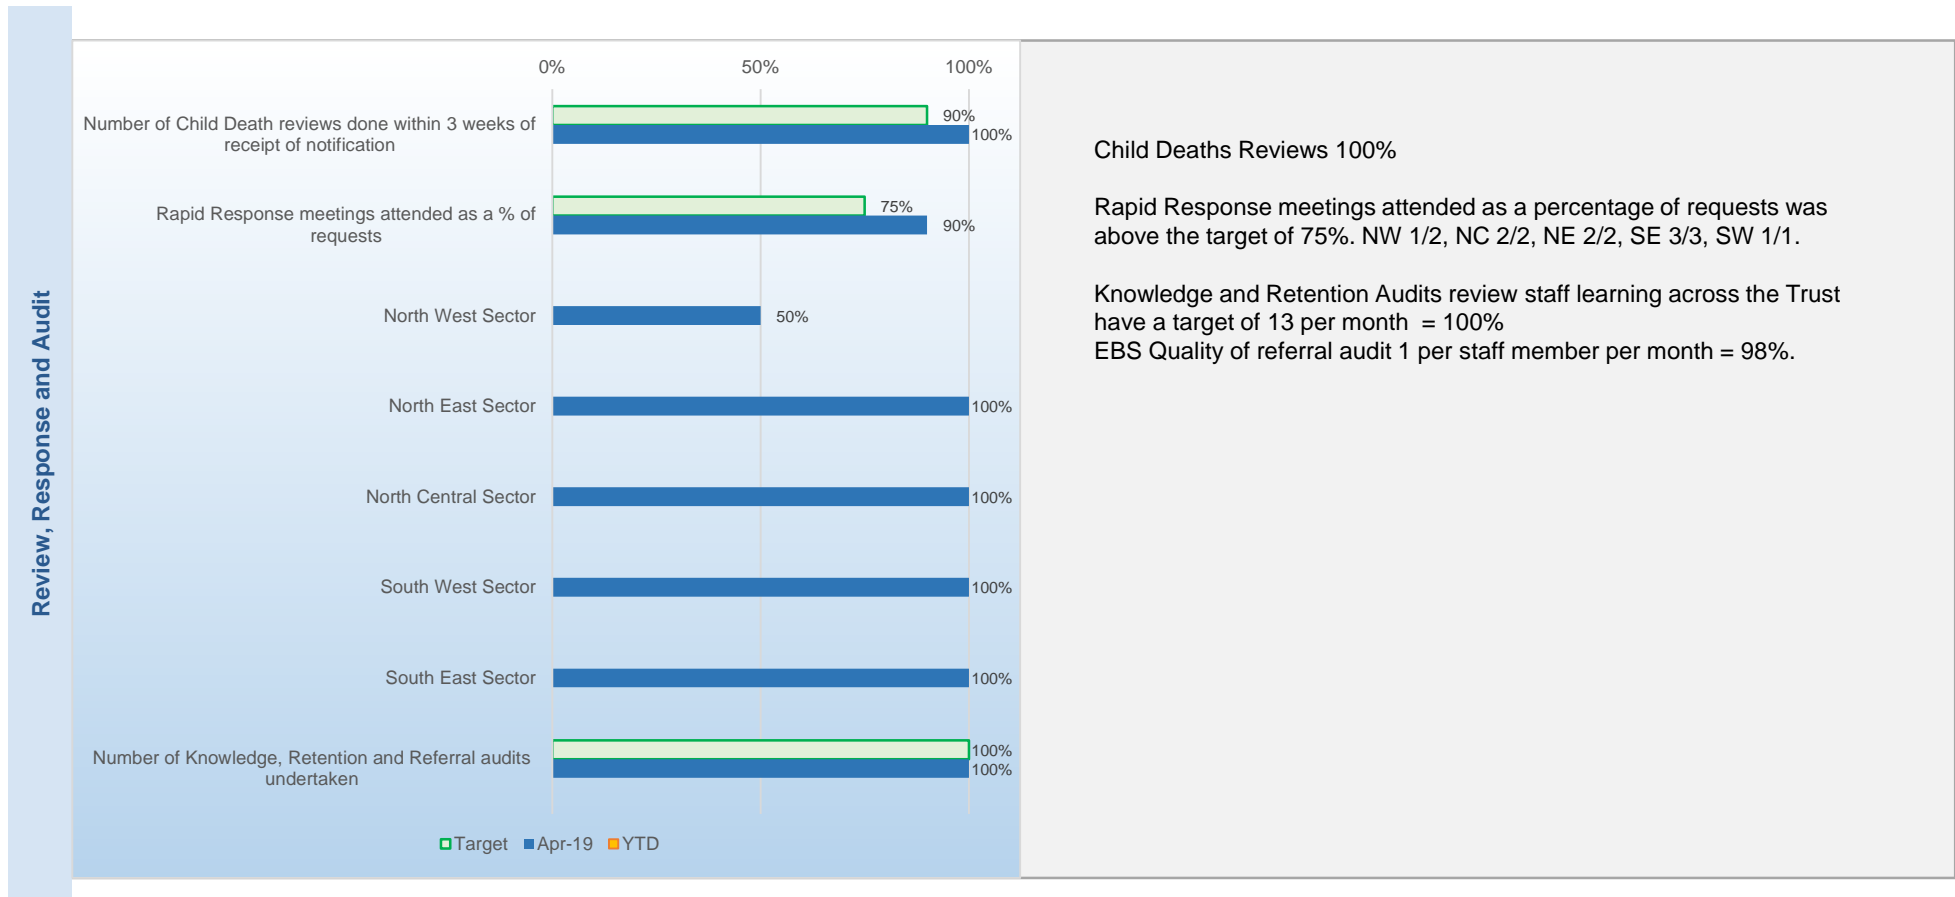 Review, Response and Audit
0% 50% 100%
Number of Child Death reviews done within 3 weeks of
receipt of notification
90%
100%
Rapid Response meetings attended as a % of
requests
75%
90%
North West Sector
50%
North East Sector
100%
North Central Sector
100%
South West Sector
100%
South East Sector
100%
Number of Knowledge, Retention and Referral audits
undertaken
100%
100%
Target Apr-19 YTD
Child Deaths Reviews 100%
Rapid Response meetings attended as a percentage of requests was
above the target of 75%. NW 1/2, NC 2/2, NE 2/2, SE 3/3, SW 1/1.
Knowledge and Retention Audits review staff learning across the Trust
have a target of 13 per month  = 100%
EBS Quality of referral audit 1 per staff member per month = 98%.